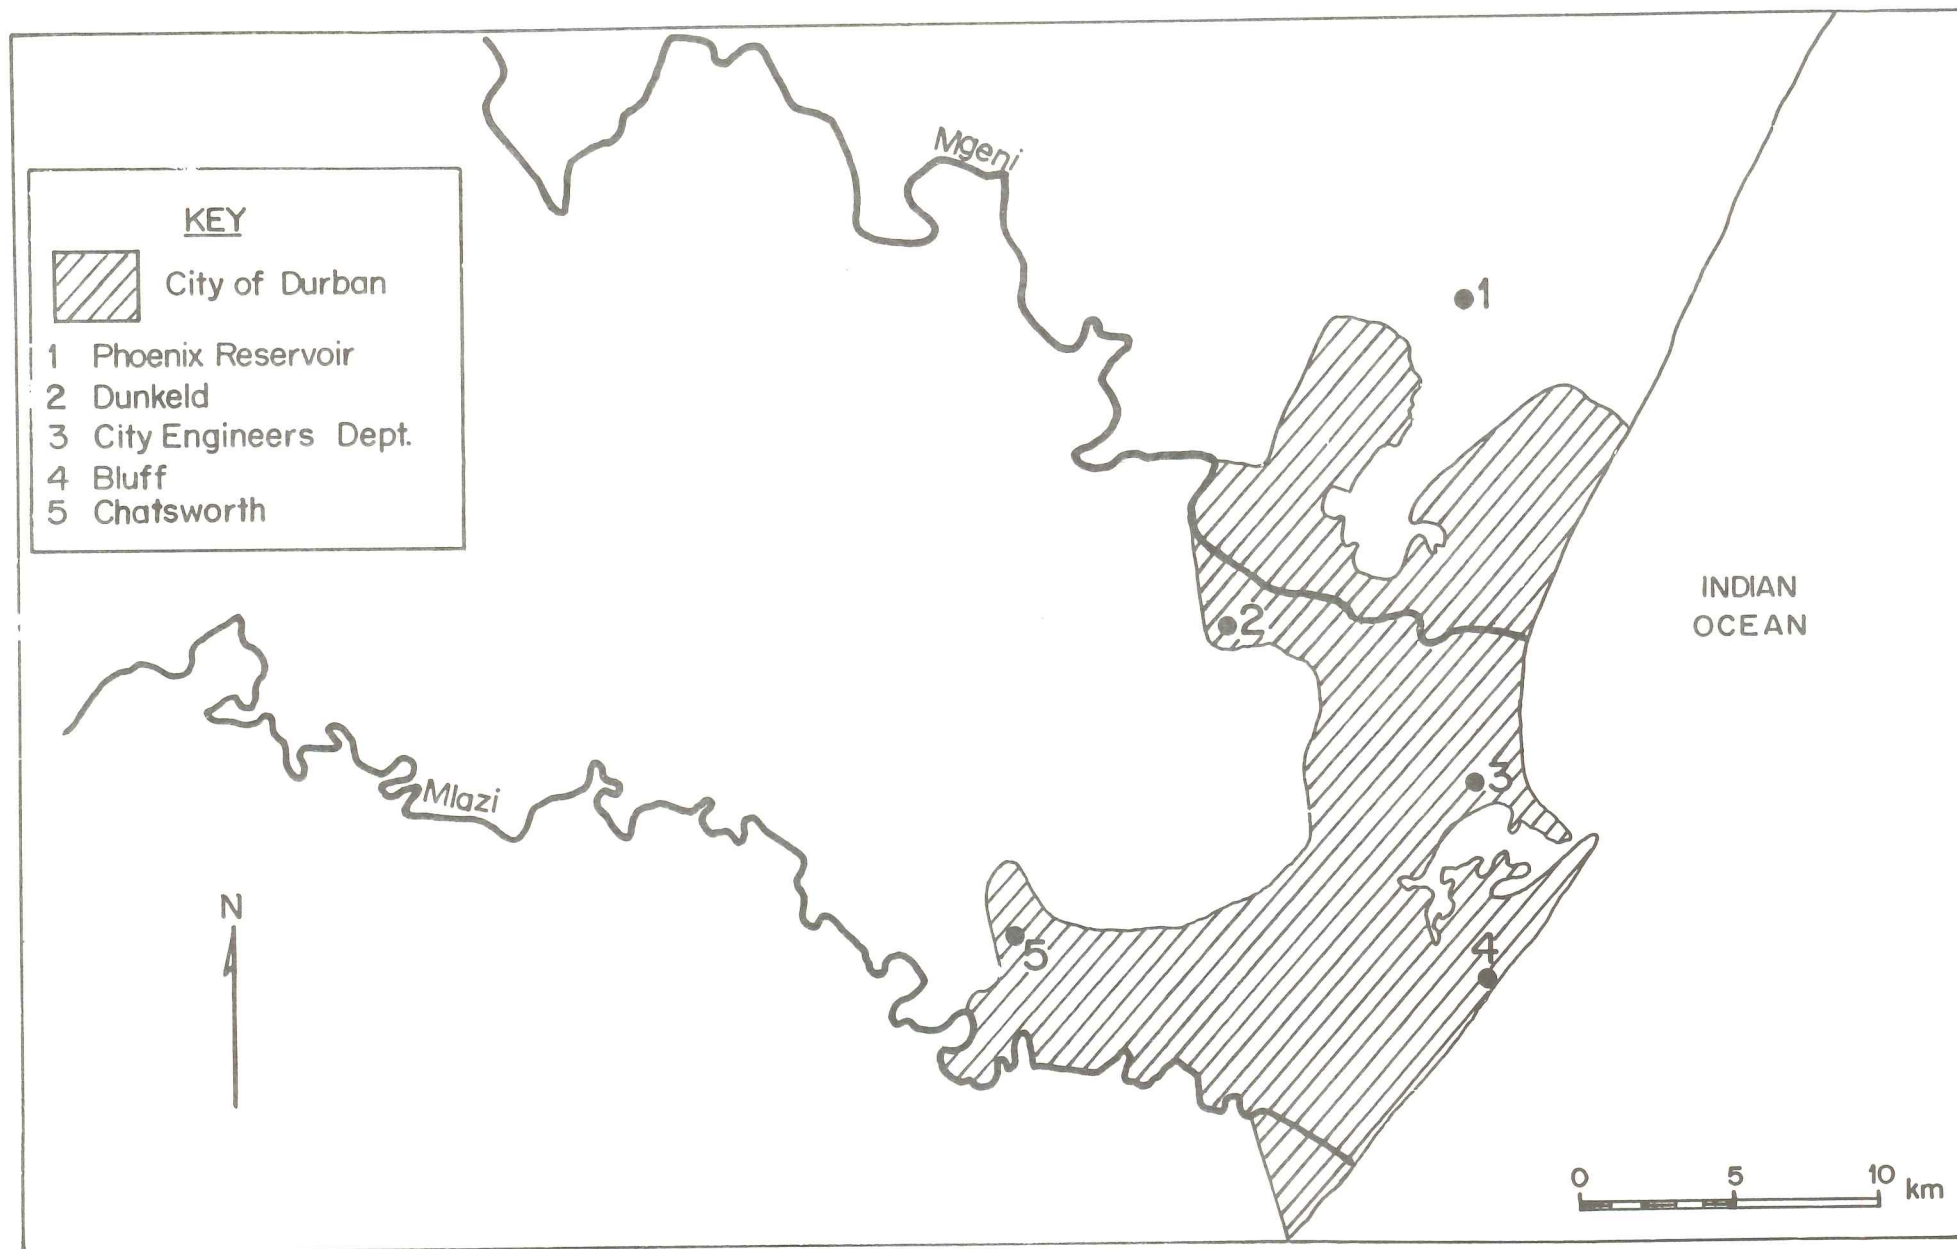 Mgeni
KEY
City of Durban
1 Phoenix Reservoir
2 Dunkeld
3 City Engineers Dept.
4 Bluff
5 Chatsworth
1
INDIAN
OCEAN
2
3
Mlazi
N
5
4
0 5 10 km